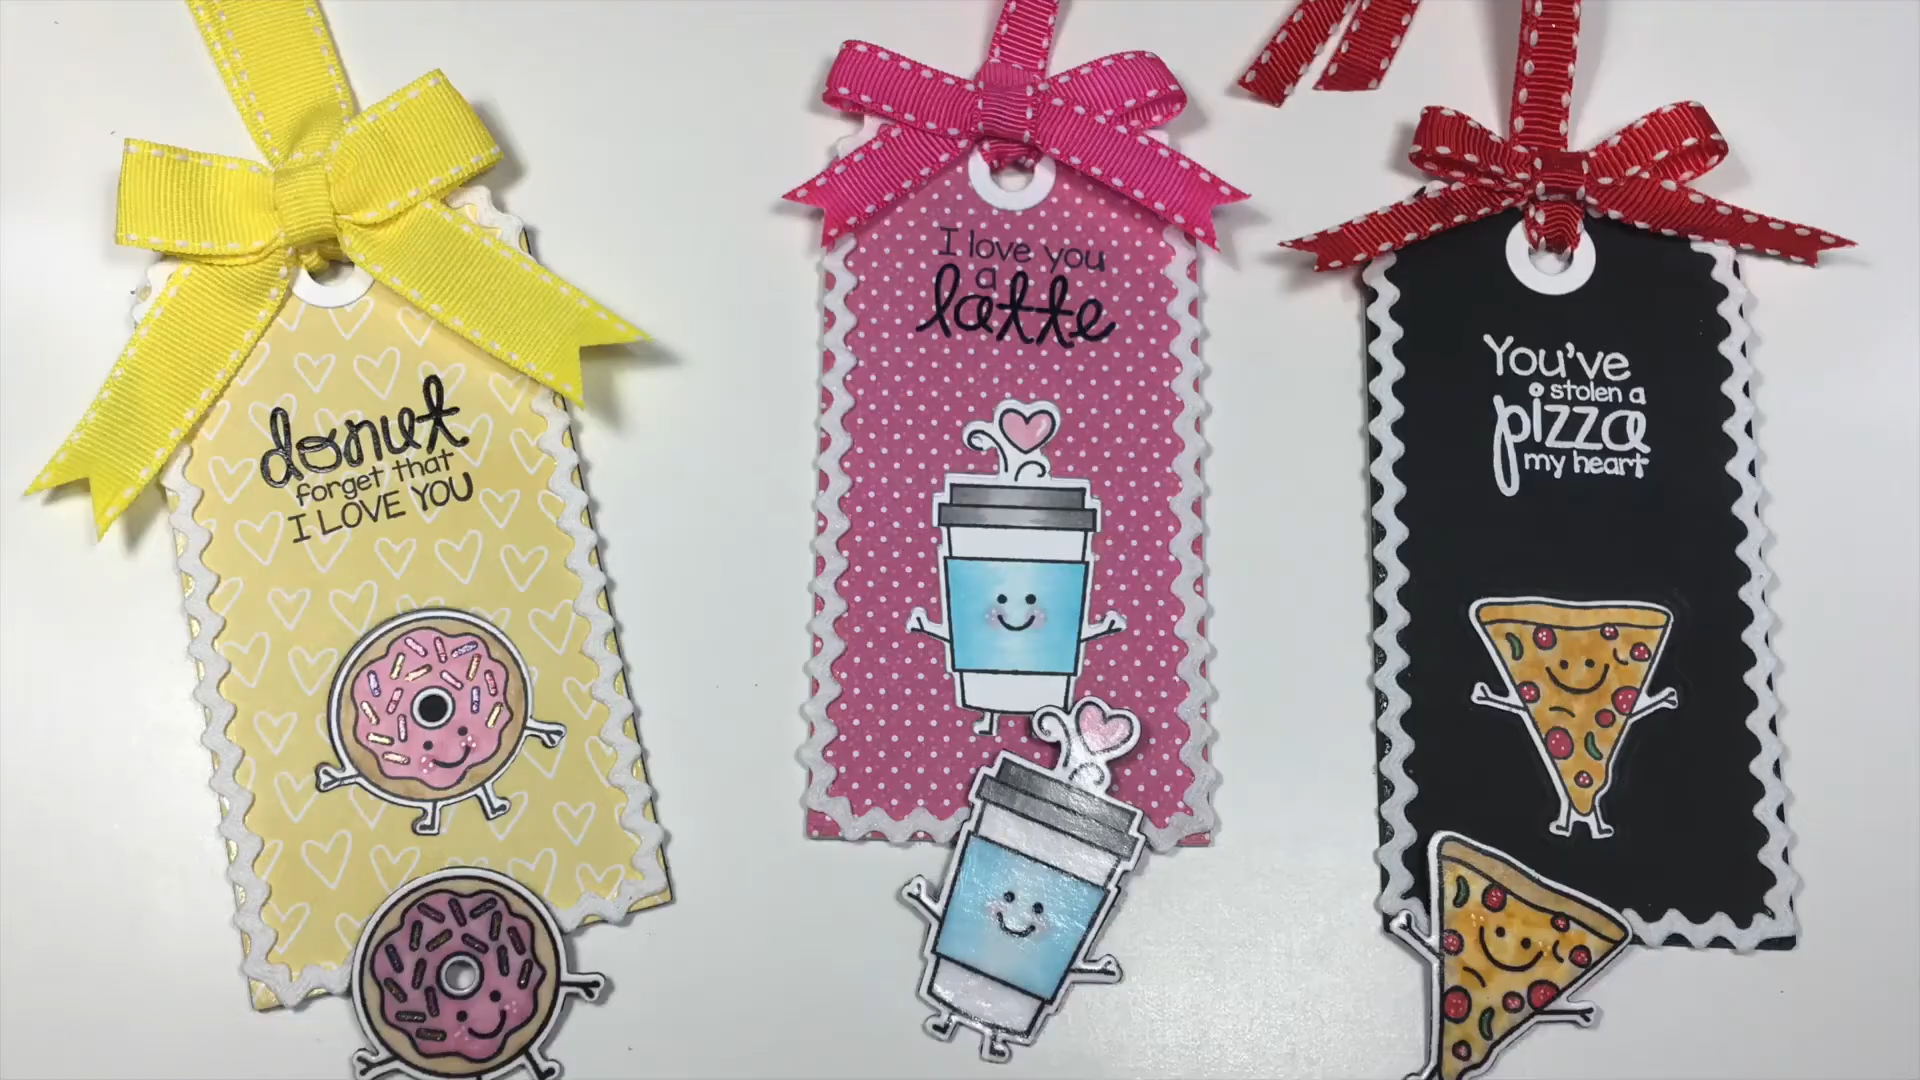 donut
forget that
I LOVE YOU
I love you
a
latte
You've
stolen a
pizza
my heart